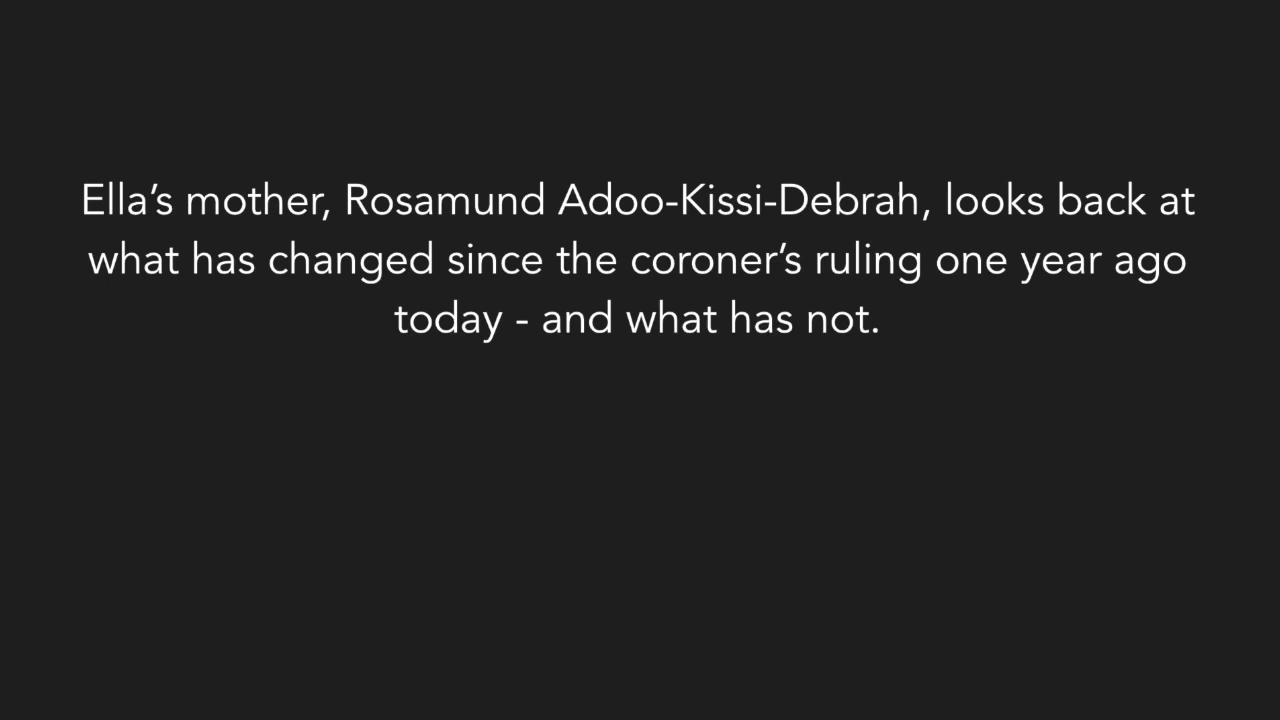 Ella’s mother, Rosamund Adoo-Kissi-Debrah, looks back at
what has changed since the coroner’s ruling one year ago
today - and what has not.